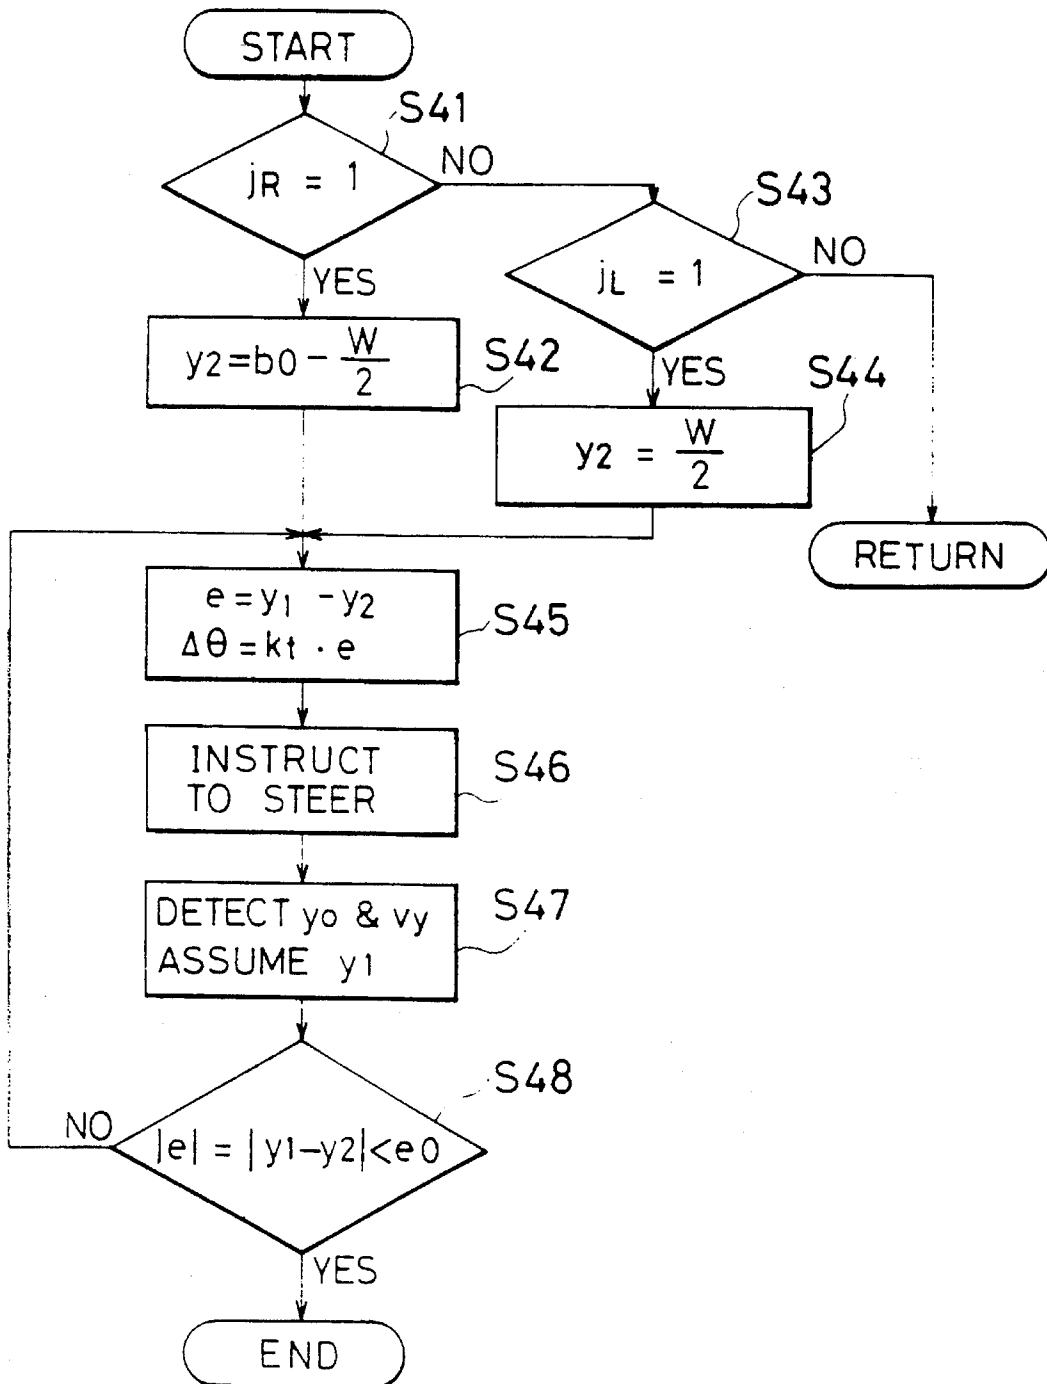 START
S41
jR = 1
NO
S43
jL = 1
NO
YES
y2=b0 - W/2
S42
YES
S44
y2 = W/2
RETURN
e=y1 -y2
Δθ=kt · e
S45
INSTRUCT
TO STEER
S46
DETECT yo & vy
ASSUME y1
S47
S48
NO
|e| = |y1-y2|<e0
YES
END